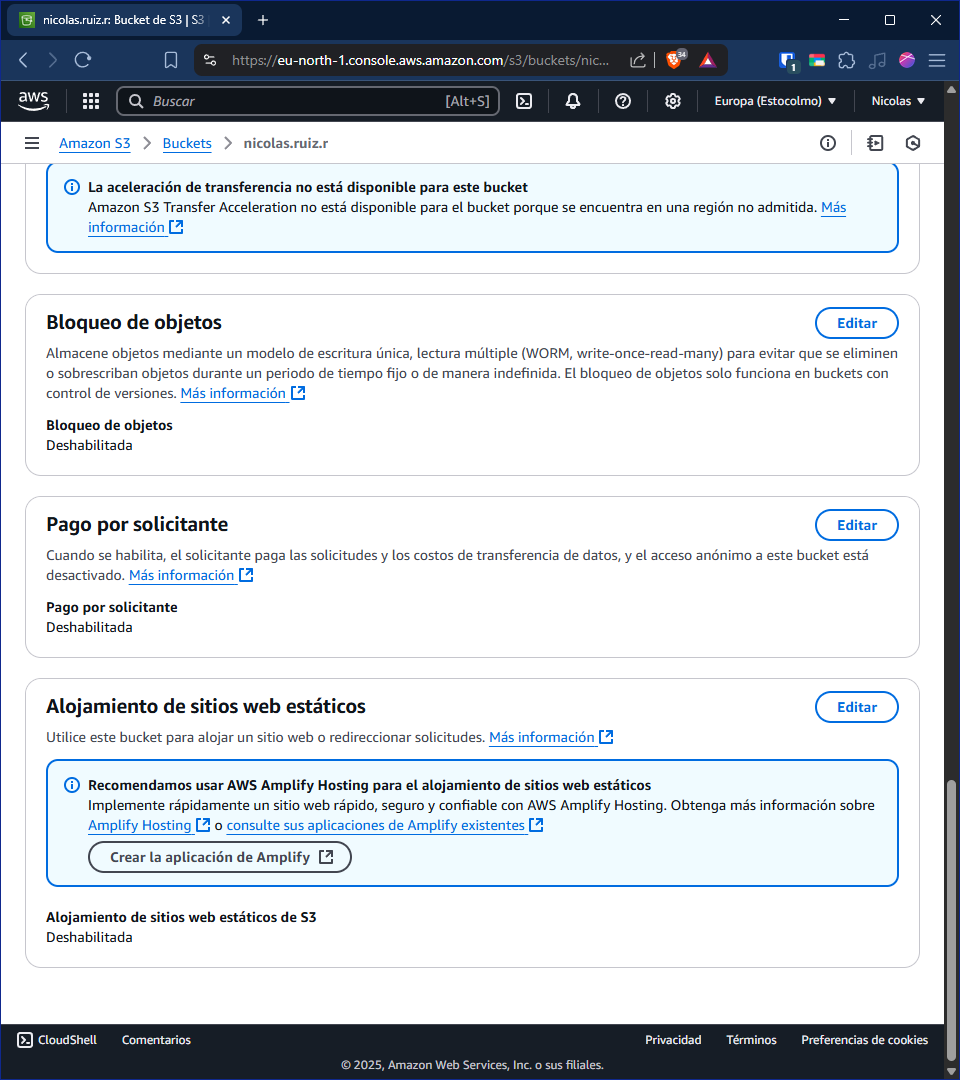 nicolas.ruiz.r: Bucket de S3 | S3
https://eu-north-1.console.aws.amazon.com/s3/buckets/nic...
34
1
aws
Buscar
[Alt+S]
Europa (Estocolmo)
Nicolas
Amazon S3
Buckets
nicolas.ruiz.r
La aceleración de transferencia no está disponible para este bucket
Amazon S3 Transfer Acceleration no está disponible para el bucket porque se encuentra en una región no admitida. Más
información
Bloqueo de objetos
Editar
Almacene objetos mediante un modelo de escritura única, lectura múltiple (WORM, write-once-read-many) para evitar que se eliminen
o sobrescriban objetos durante un periodo de tiempo fijo o de manera indefinida. El bloqueo de objetos solo funciona en buckets con
control de versiones. Más información
Bloqueo de objetos
Deshabilitada
Pago por solicitante
Editar
Cuando se habilita, el solicitante paga las solicitudes y los costos de transferencia de datos, y el acceso anónimo a este bucket está
desactivado. Más información
Pago por solicitante
Deshabilitada
Alojamiento de sitios web estáticos
Editar
Utilice este bucket para alojar un sitio web o redireccionar solicitudes. Más información
Recomendamos usar AWS Amplify Hosting para el alojamiento de sitios web estáticos
Implemente rápidamente un sitio web rápido, seguro y confiable con AWS Amplify Hosting. Obtenga más información sobre
Amplify Hosting o consulte sus aplicaciones de Amplify existentes
Crear la aplicación de Amplify
Alojamiento de sitios web estáticos de S3
Deshabilitada
CloudShell
Comentarios
Privacidad
Términos
Preferencias de cookies
© 2025, Amazon Web Services, Inc. o sus filiales.